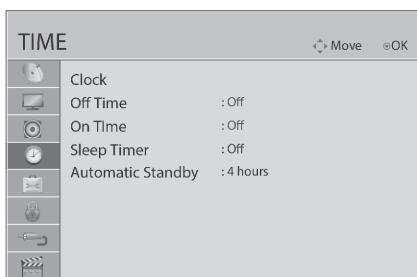 TIME
Move ⊙OK
Clock
Off Time : Off
On TIme : Off
Sleep Timer : Off
Automatic Standby : 4 hours